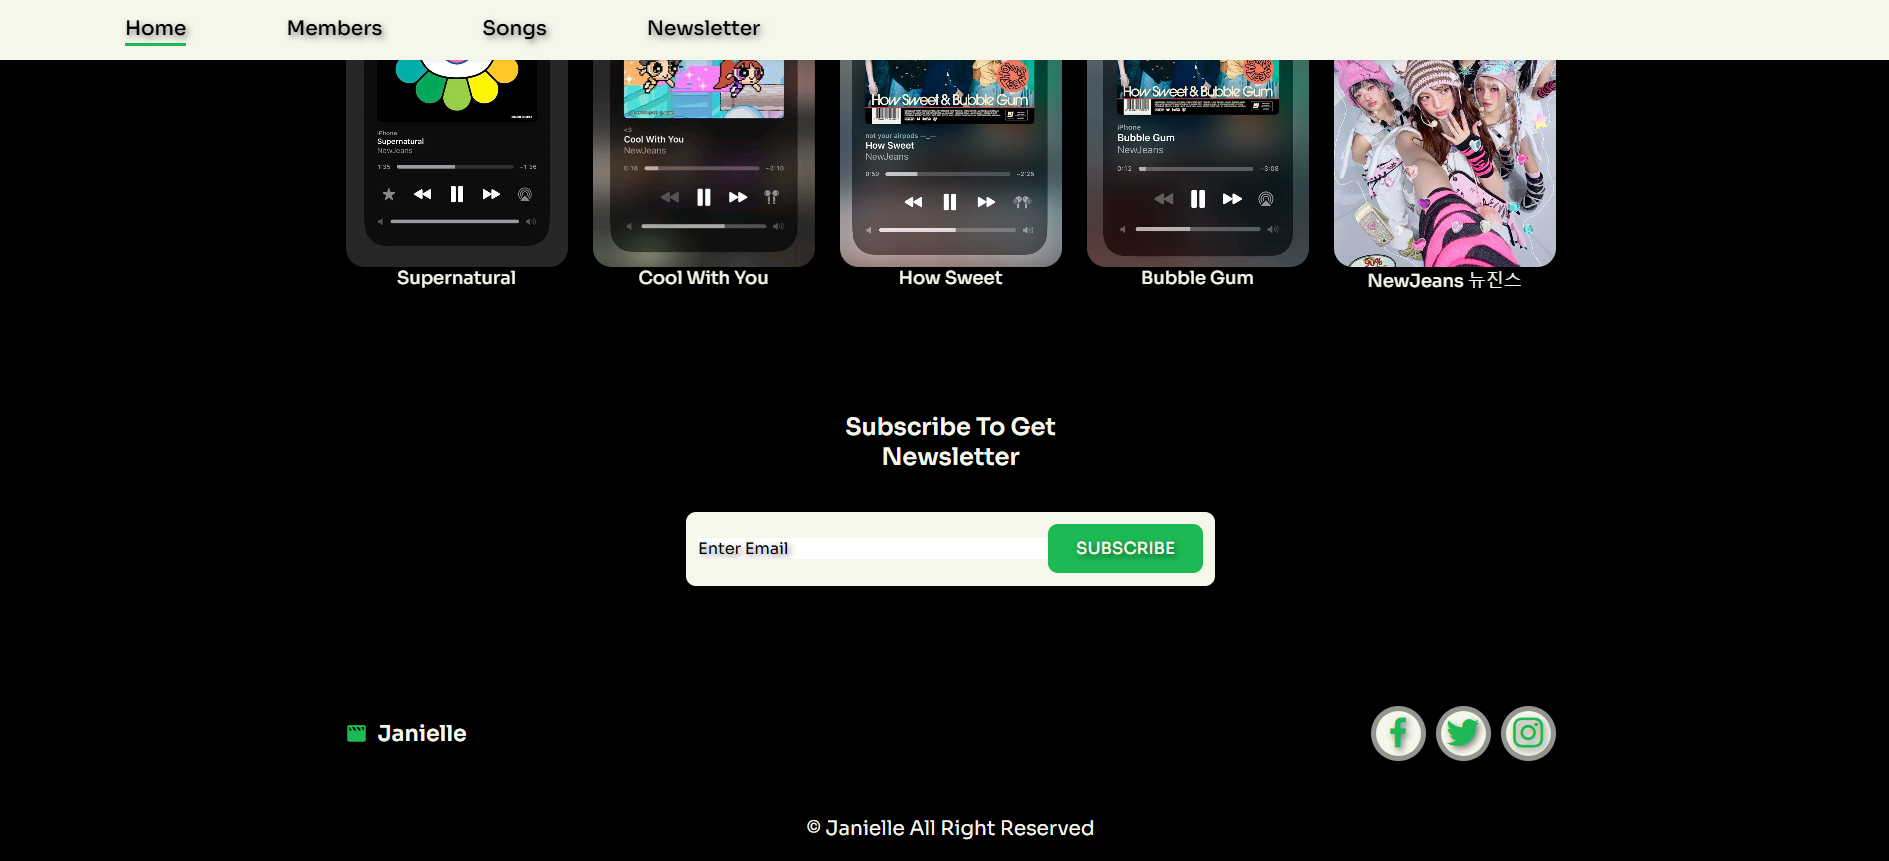 Home Members Songs Newsletter
iPhone
Supernatural
NewJeans
1:35 -1:36
Supernatural
<3
Cool With You
NewJeans
0:18 -2:10
Cool With You
How Sweet & Bubble Gum
not your airpods —_—
How Sweet
NewJeans
0:50 -2:25
How Sweet
How Sweet & Bubble Gum
iPhone
Bubble Gum
NewJeans
0:12 -3:08
Bubble Gum
NewJeans 뉴진스
Subscribe To Get
Newsletter
Enter Email SUBSCRIBE
Janielle
© Janielle All Right Reserved